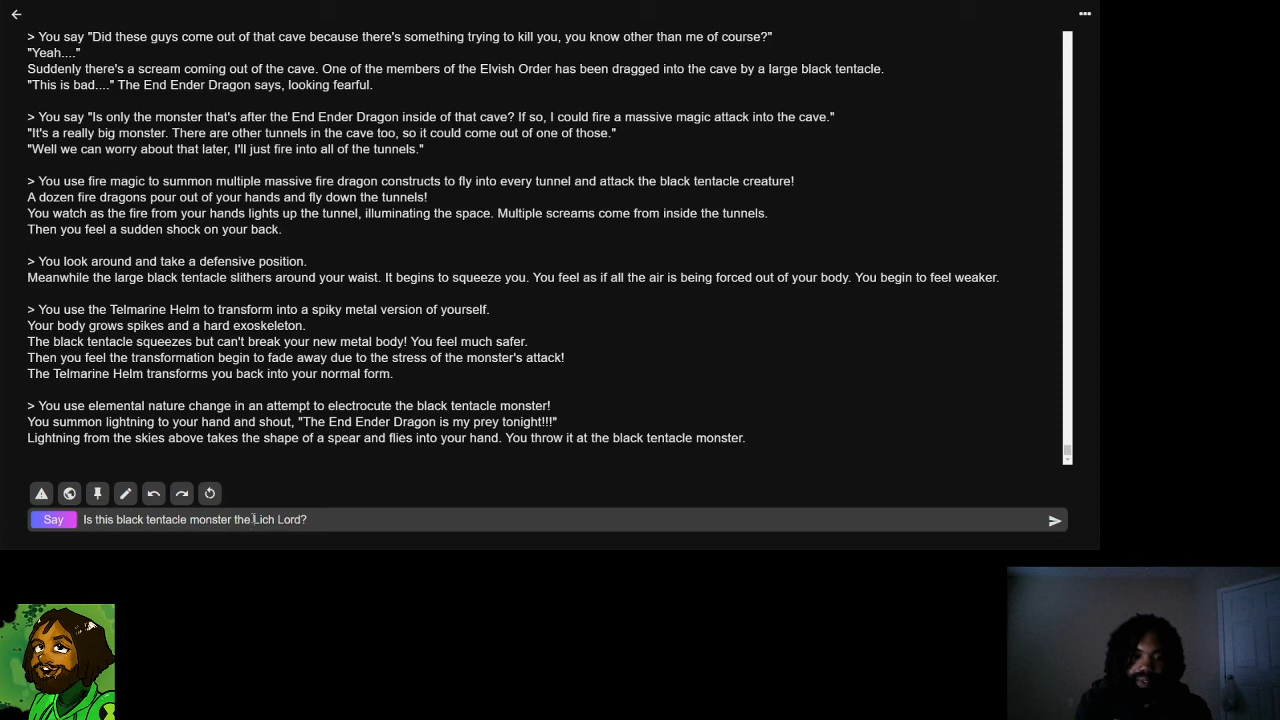 > You say "Did these guys come out of that cave because there's something trying to kill you, you know other than me of course?"
"Yeah...."
Suddenly there's a scream coming out of the cave. One of the members of the Elvish Order has been dragged into the cave by a large black tentacle.
"This is bad...." The End Ender Dragon says, looking fearful.
> You say "Is only the monster that's after the End Ender Dragon inside of that cave? If so, I could fire a massive magic attack into the cave."
"It's a really big monster. There are other tunnels in the cave too, so it could come out of one of those."
"Well we can worry about that later, I'll just fire into all of the tunnels."
> You use fire magic to summon multiple massive fire dragon constructs to fly into every tunnel and attack the black tentacle creature!
A dozen fire dragons pour out of your hands and fly down the tunnels!
You watch as the fire from your hands lights up the tunnel, illuminating the space. Multiple screams come from inside the tunnels.
Then you feel a sudden shock on your back.
> You look around and take a defensive position.
Meanwhile the large black tentacle slithers around your waist. It begins to squeeze you. You feel as if all the air is being forced out of your body. You begin to feel weaker.
> You use the Telmarine Helm to transform into a spiky metal version of yourself.
Your body grows spikes and a hard exoskeleton.
The black tentacle squeezes but can't break your new metal body! You feel much safer.
Then you feel the transformation begin to fade away due to the stress of the monster's attack!
The Telmarine Helm transforms you back into your normal form.
> You use elemental nature change in an attempt to electrocute the black tentacle monster!
You summon lightning to your hand and shout, "The End Ender Dragon is my prey tonight!!!"
Lightning from the skies above takes the shape of a spear and flies into your hand. You throw it at the black tentacle monster.
Say Is this black tentacle monster the Lich Lord?